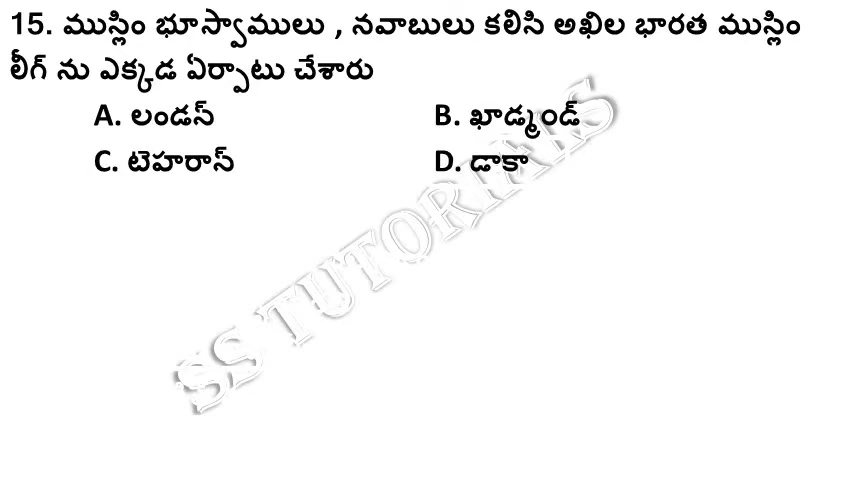 15. ముస్లిం భూస్వాములు , నవాబులు కలిసి అఖిల భారత ముస్లిం
లీగ్ ను ఎక్కడ ఏర్పాటు చేశారు
A. లండన్ B. ఖాడ్మండ్
C. టెహరాన్ D. డాకా
SS TUTORIALS